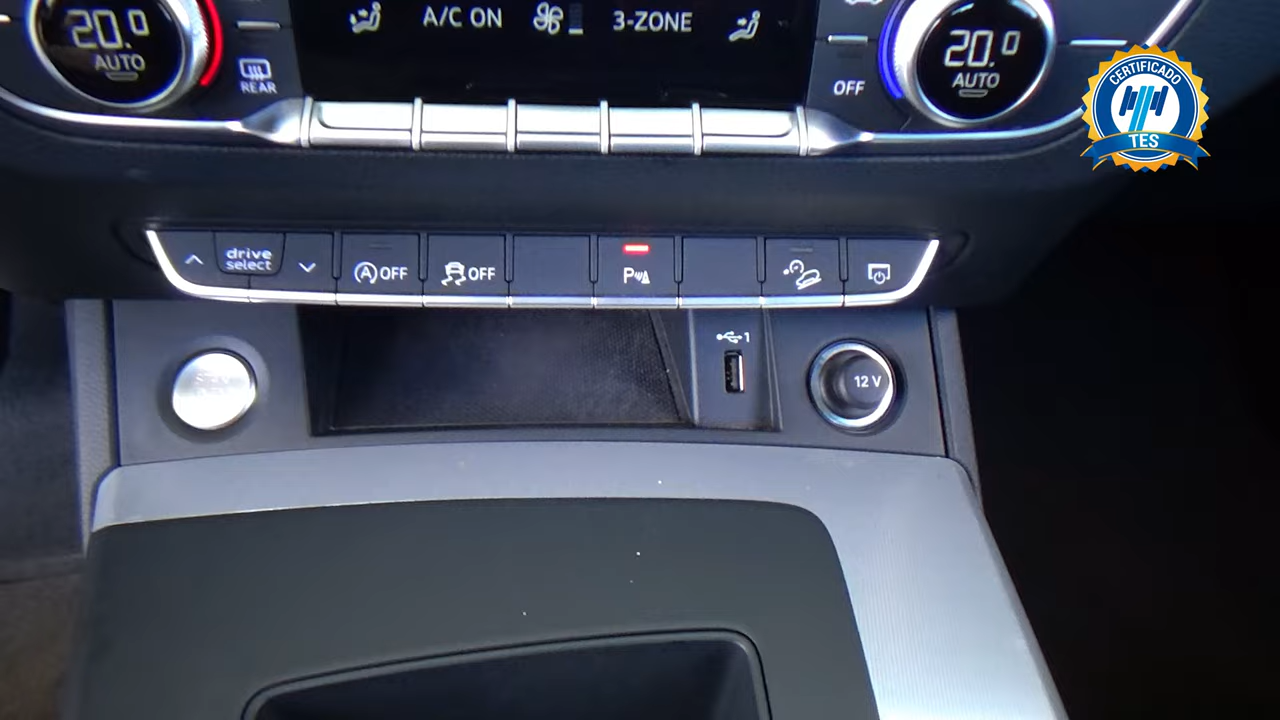 20.0
AUTO
REAR
A/C ON
3-ZONE
OFF
20.0
AUTO
CERTIFICADO
TES
drive
select
A OFF
OFF
P
1
12 V